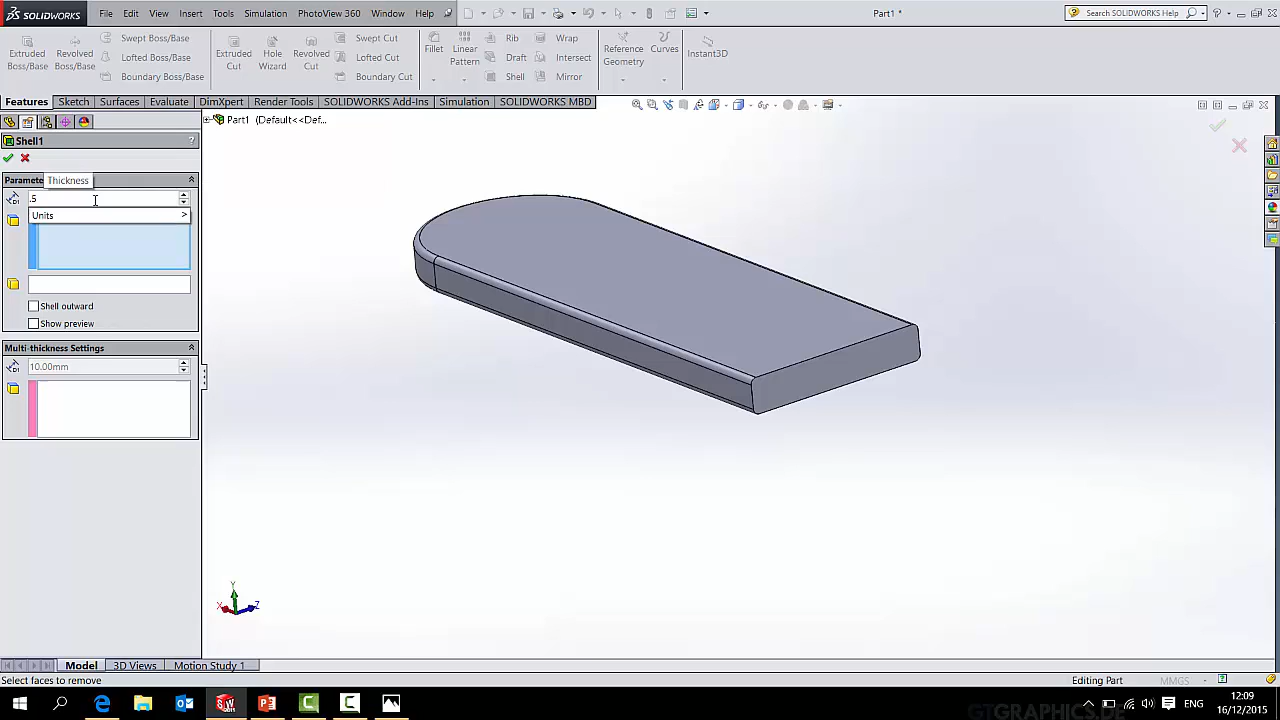 SOLIDWORKS File Edit View Insert Tools Simulation PhotoView 360 Window Help Part1 * Search SOLIDWORKS Help
Extruded Boss/Base
Revolved Boss/Base
Swept Boss/Base
Lofted Boss/Base
Boundary Boss/Base
Extruded Cut
Hole Wizard
Revolved Cut
Swept Cut
Lofted Cut
Boundary Cut
Fillet
Linear Pattern
Rib
Draft
Shell
Wrap
Intersect
Mirror
Reference Geometry
Curves
Instant3D
Features Sketch Surfaces Evaluate DimXpert Render Tools SOLIDWORKS Add-Ins Simulation SOLIDWORKS MBD
Part1 (Default<<Def...
Shell1 ?
Paramete
Thickness
.5
Units >
Shell outward
Show preview
Multi-thickness Settings
10.00mm
Y
X Z
Model 3D Views Motion Study 1
Select faces to remove Editing Part MMGS
ENG
12:09
16/12/2015
GTGRAPHICS.DE